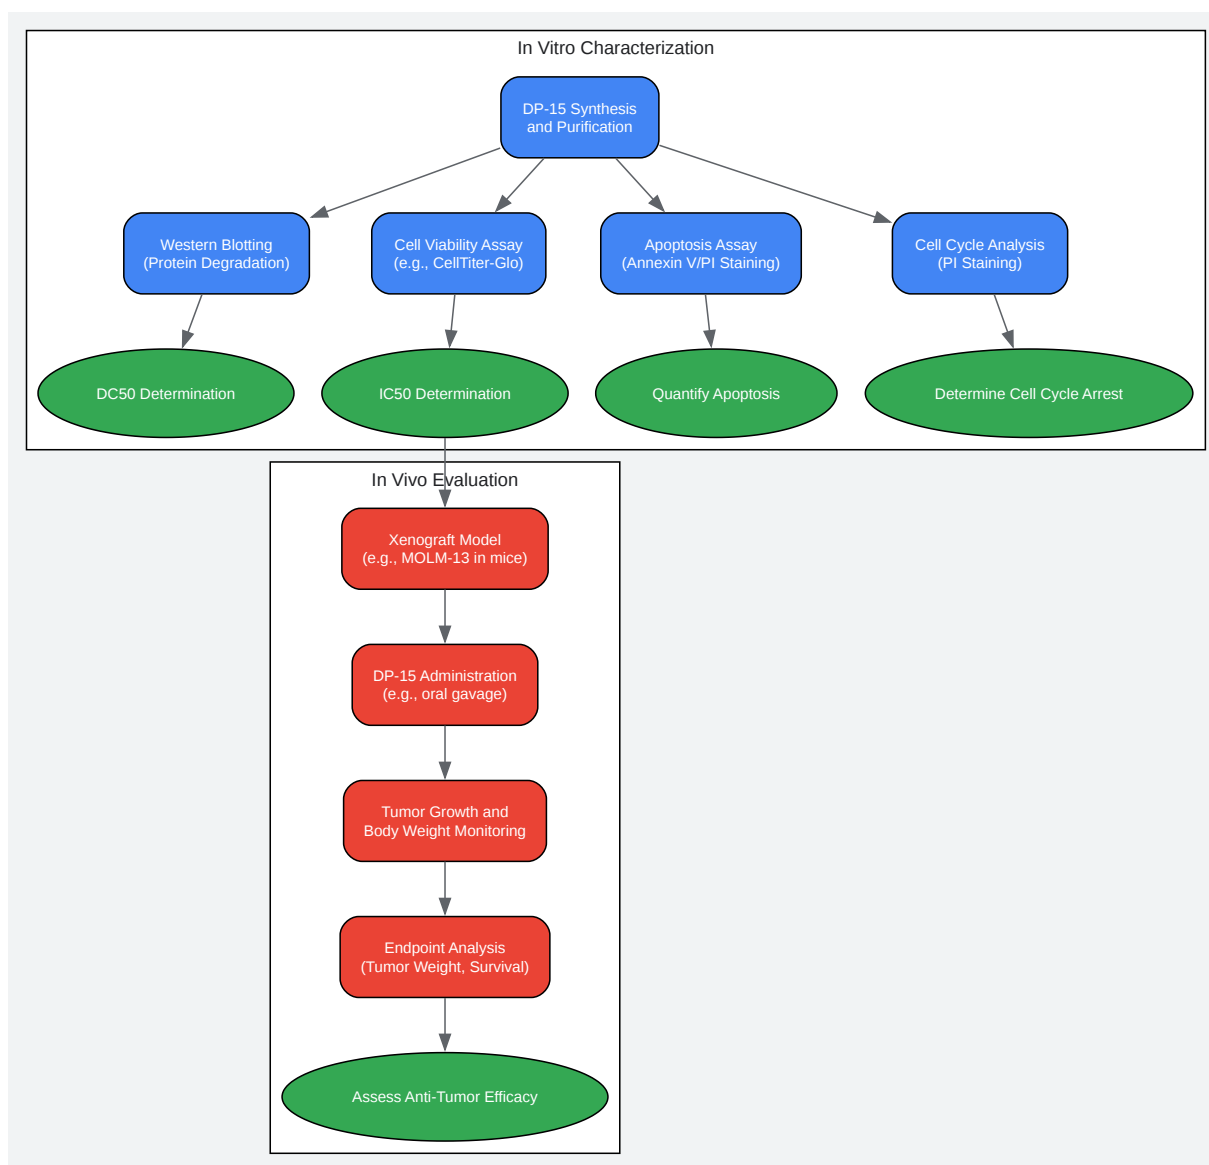 In Vitro Characterization
DP-15 Synthesis
and Purification
Western Blotting
(Protein Degradation)
Cell Viability Assay
(e.g., CellTiter-Glo)
Apoptosis Assay
(Annexin V/PI Staining)
Cell Cycle Analysis
(PI Staining)
DC50 Determination
IC50 Determination
Quantify Apoptosis
Determine Cell Cycle Arrest
In Vivo Evaluation
Xenograft Model
(e.g., MOLM-13 in mice)
DP-15 Administration
(e.g., oral gavage)
Tumor Growth and
Body Weight Monitoring
Endpoint Analysis
(Tumor Weight, Survival)
Assess Anti-Tumor Efficacy